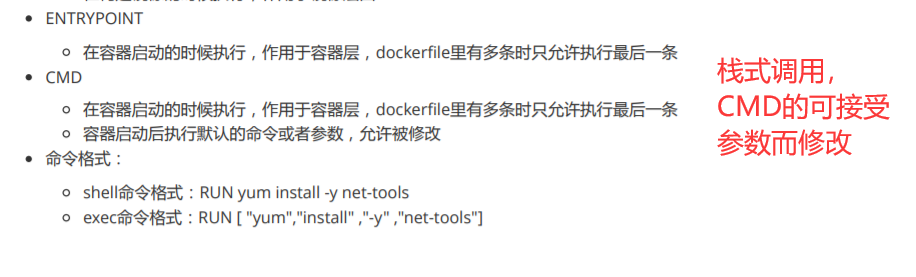 ENTRYPOINT
在容器启动的时候执行，作用于容器层，dockerfile里有多条时只允许执行最后一条
CMD
在容器启动的时候执行，作用于容器层，dockerfile里有多条时只允许执行最后一条
容器启动后执行默认的命令或者参数，允许被修改
命令格式：
shell命令格式：RUN yum install -y net-tools
exec命令格式：RUN [ "yum","install" ,"-y" ,"net-tools"]
栈式调用，
CMD的可接受
参数而修改